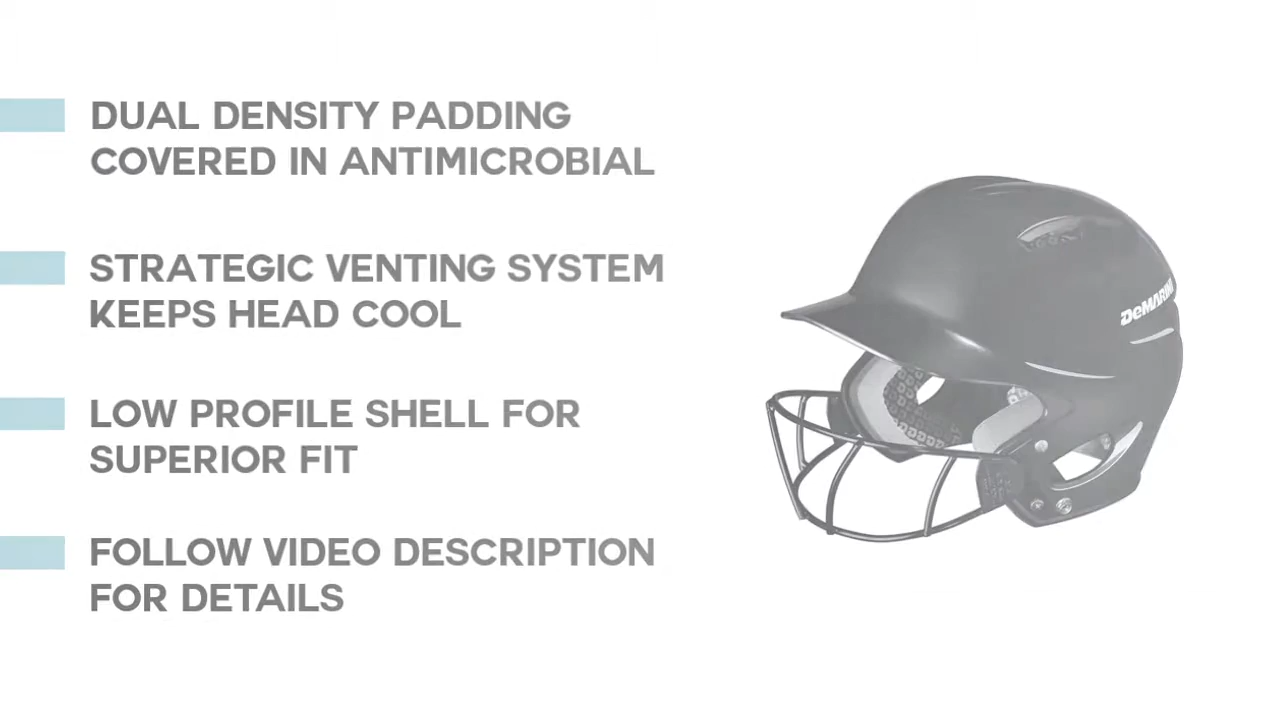 DUAL DENSITY PADDING
COVERED IN ANTIMICROBIAL
STRATEGIC VENTING SYSTEM
KEEPS HEAD COOL
LOW PROFILE SHELL FOR
SUPERIOR FIT
FOLLOW VIDEO DESCRIPTION
FOR DETAILS
DEMARINI